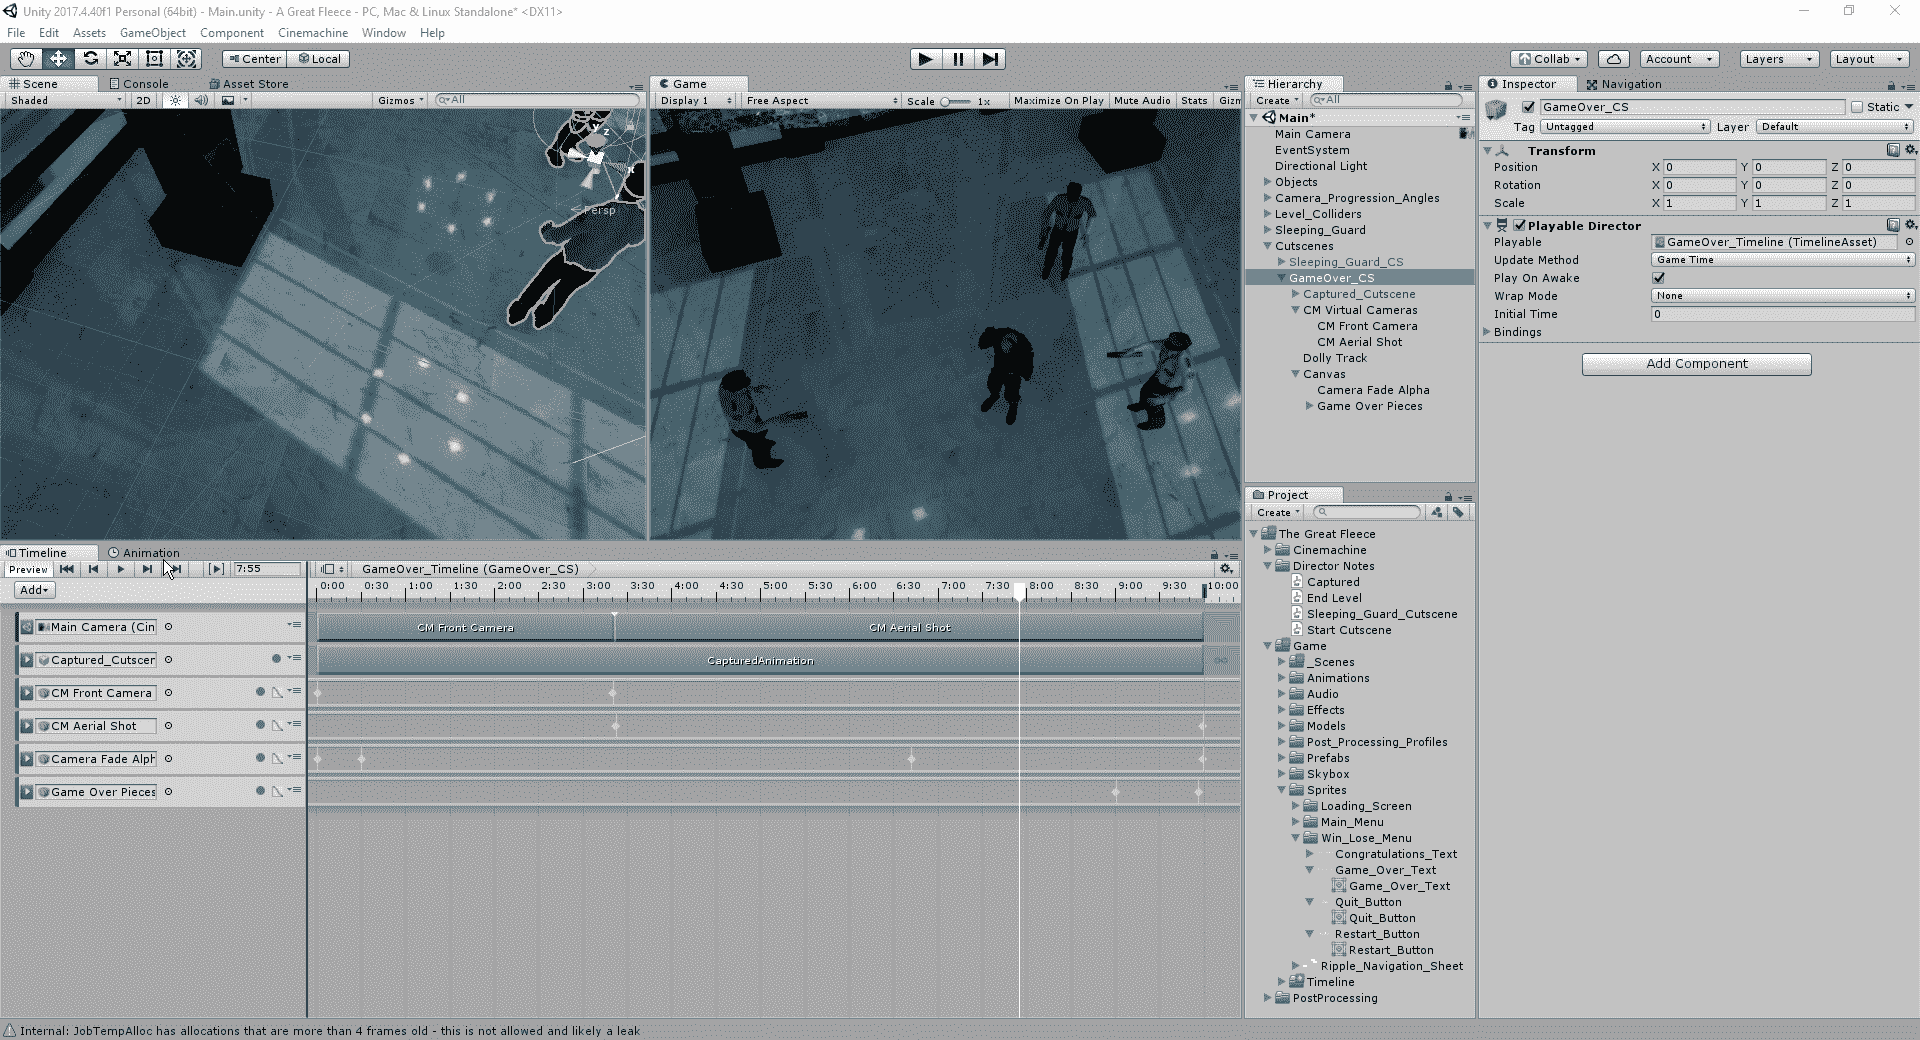 Unity 2017.4.40f1 Personal (64bit) - Main.unity - A Great Fleece - PC, Mac & Linux Standalone* <DX11>
File Edit Assets GameObject Component Cinemachine Window Help
Center Local Collab Account Layers Layout
Scene Console Asset Store
Shaded 2D Gizmos All
y z x
Persp
Game
Display 1 Free Aspect Scale 1x Maximize On Play Mute Audio Stats Gizm
Hierarchy
Create All
Main*
Main Camera
EventSystem
Directional Light
Objects
Camera_Progression_Angles
Level_Colliders
Sleeping_Guard
Cutscenes
Sleeping_Guard_CS
GameOver_CS
Captured_Cutscene
CM Virtual Cameras
CM Front Camera
CM Aerial Shot
Dolly Track
Canvas
Camera Fade Alpha
Game Over Pieces
Inspector Navigation
GameOver_CS Static
Tag Untagged Layer Default
Transform
Position X 0 Y 0 Z 0
Rotation X 0 Y 0 Z 0
Scale X 1 Y 1 Z 1
Playable Director
Playable GameOver_Timeline (TimelineAsset)
Update Method Game Time
Play On Awake
Wrap Mode None
Initial Time 0
Bindings
Add Component
Timeline Animation
Preview 7:55 GameOver_Timeline (GameOver_CS)
Add 0:00 0:30 1:00 1:30 2:00 2:30 3:00 3:30 4:00 4:30 5:00 5:30 6:00 6:30 7:00 7:30 8:00 8:30 9:00 9:30 10:00
Main Camera (Cin CM Front Camera CM Aerial Shot
Captured_Cutscer CapturedAnimation
CM Front Camera
CM Aerial Shot
Camera Fade Alph
Game Over Pieces
Project
Create
The Great Fleece
Cinemachine
Director Notes
Captured
End Level
Sleeping_Guard_Cutscene
Start Cutscene
Game
_Scenes
Animations
Audio
Effects
Models
Post_Processing_Profiles
Prefabs
Skybox
Sprites
Loading_Screen
Main_Menu
Win_Lose_Menu
Congratulations_Text
Game_Over_Text
Game_Over_Text
Quit_Button
Quit_Button
Restart_Button
Restart_Button
Ripple_Navigation_Sheet
Timeline
PostProcessing
Internal: JobTempAlloc has allocations that are more than 4 frames old - this is not allowed and likely a leak